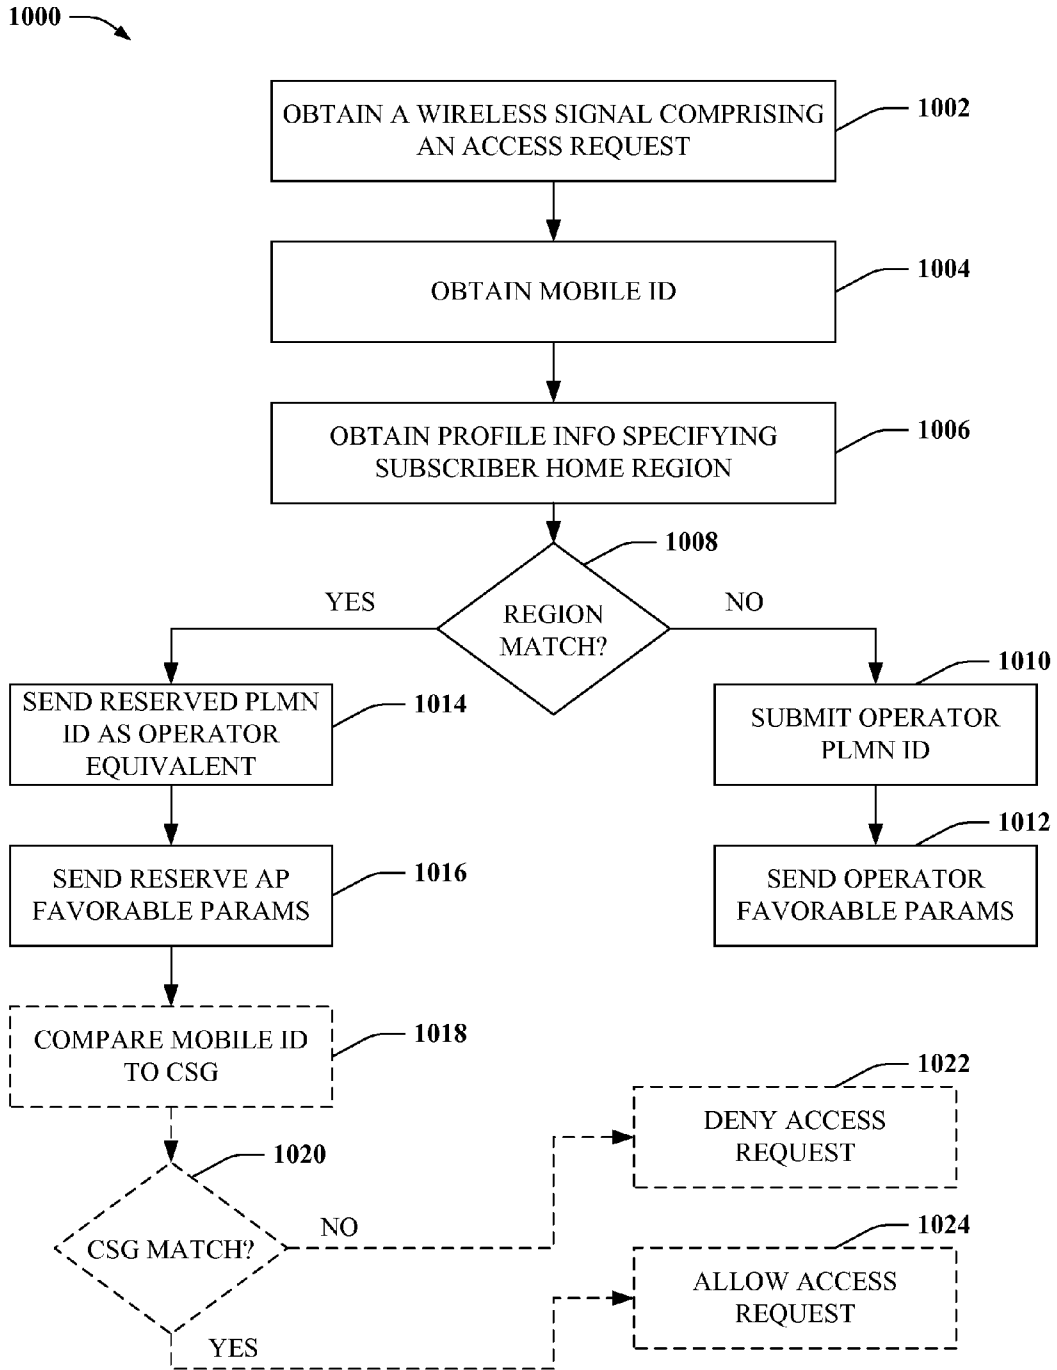 1000
OBTAIN A WIRELESS SIGNAL COMPRISING
AN ACCESS REQUEST
1002
OBTAIN MOBILE ID
1004
OBTAIN PROFILE INFO SPECIFYING
SUBSCRIBER HOME REGION
1006
REGION
MATCH?
1008
YES
NO
SEND RESERVED PLMN
ID AS OPERATOR
EQUIVALENT
1014
SUBMIT OPERATOR
PLMN ID
1010
SEND RESERVE AP
FAVORABLE PARAMS
1016
SEND OPERATOR
FAVORABLE PARAMS
1012
COMPARE MOBILE ID
TO CSG
1018
CSG MATCH?
1020
NO
DENY ACCESS
REQUEST
1022
YES
ALLOW ACCESS
REQUEST
1024